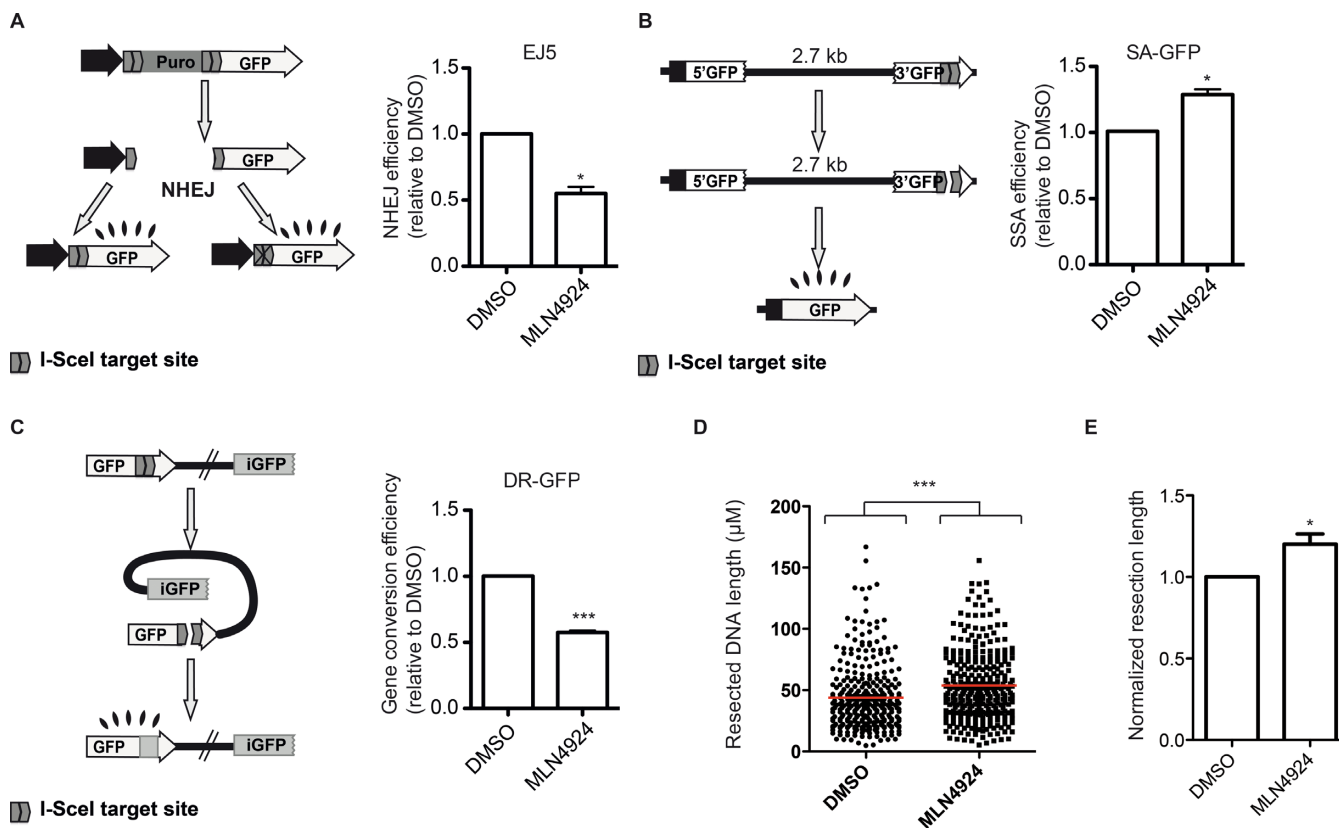 A
Puro
GFP
GFP
NHEJ
GFP
GFP
I-SceI target site
EJ5
NHEJ efficiency
(relative to DMSO)
1.5
1.0
0.5
0.0
*
DMSO
MLN4924
B
2.7 kb
5'GFP
3'GFP
2.7 kb
5'GFP
3'GFP
GFP
I-SceI target site
SA-GFP
SSA efficiency
(relative to DMSO)
1.5
1.0
0.5
0.0
*
DMSO
MLN4924
C
GFP
iGFP
iGFP
GFP
GFP
iGFP
I-SceI target site
DR-GFP
Gene conversion efficiency
(relative to DMSO)
1.5
1.0
0.5
0.0
***
DMSO
MLN4924
D
Resected DNA length (µM)
200
150
100
50
0
***
DMSO
MLN4924
E
Normalized resection length
1.5
1.0
0.5
0.0
*
DMSO
MLN4924